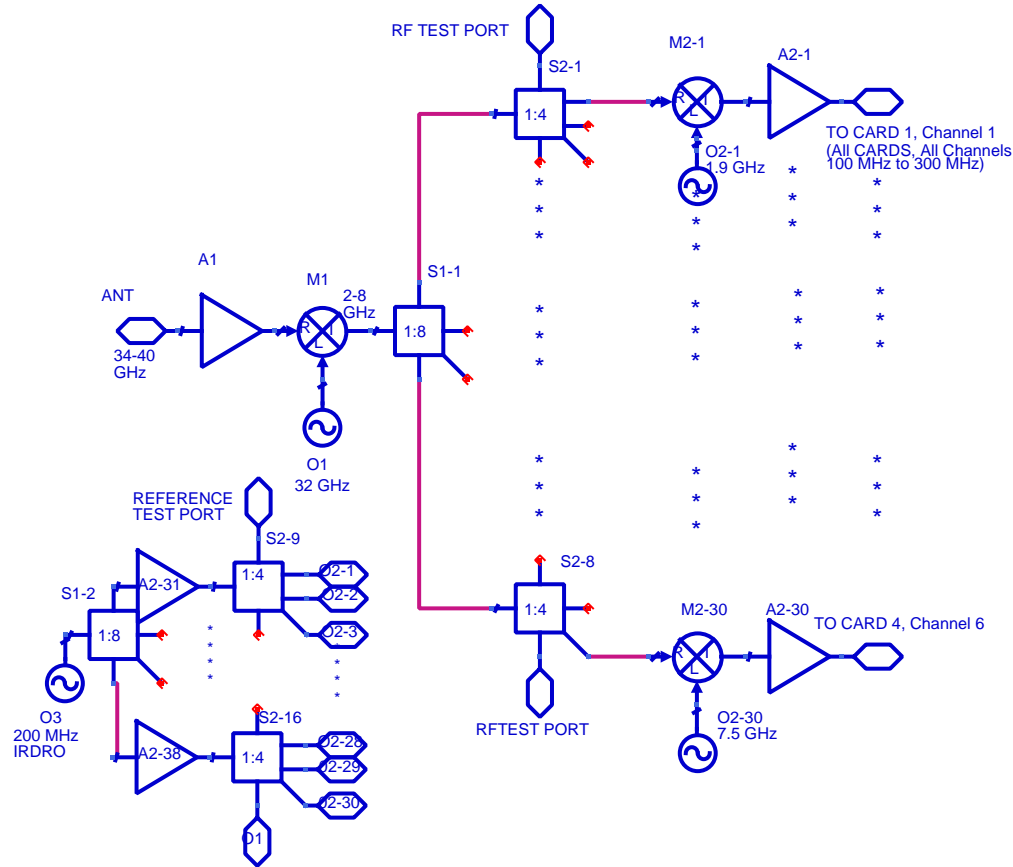 RF TEST PORT
S2-1
1:4
M2-1
R
I
L
O2-1
1.9 GHz
A2-1
TO CARD 1, Channel 1
(All CARDS, All Channels
100 MHz to 300 MHz)
ANT
34-40
GHz
A1
M1
R
I
L
2-8
GHz
O1
32 GHz
S1-1
1:8
REFERENCE
TEST PORT
S2-9
1:4
O2-1
O2-2
O2-3
S1-2
1:8
A2-31
O3
200 MHz
IRDRO
A2-38
S2-16
1:4
O2-28
O2-29
O2-30
O1
S2-8
1:4
RFTEST PORT
M2-30
R
I
L
O2-30
7.5 GHz
A2-30
TO CARD 4, Channel 6